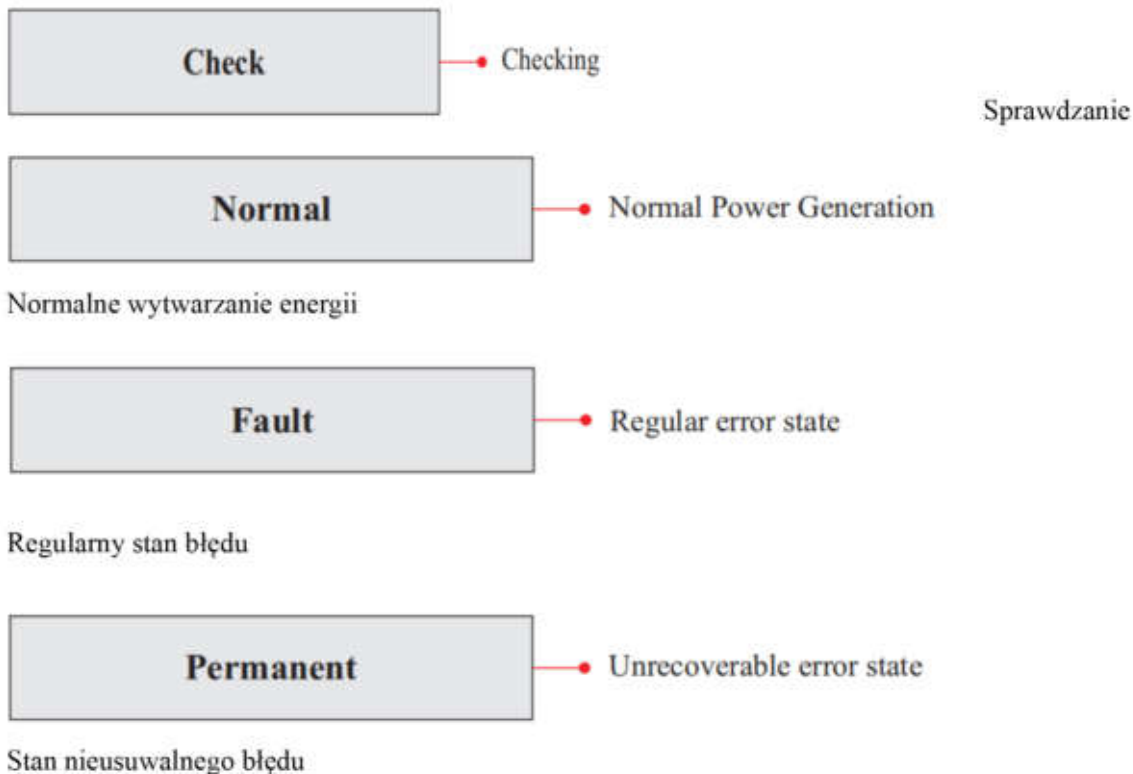 Check
Checking
Sprawdzanie
Normal
Normal Power Generation
Normalne wytwarzanie energii
Fault
Regular error state
Regularny stan błędu
Permanent
Unrecoverable error state
Stan nieusuwalnego błędu